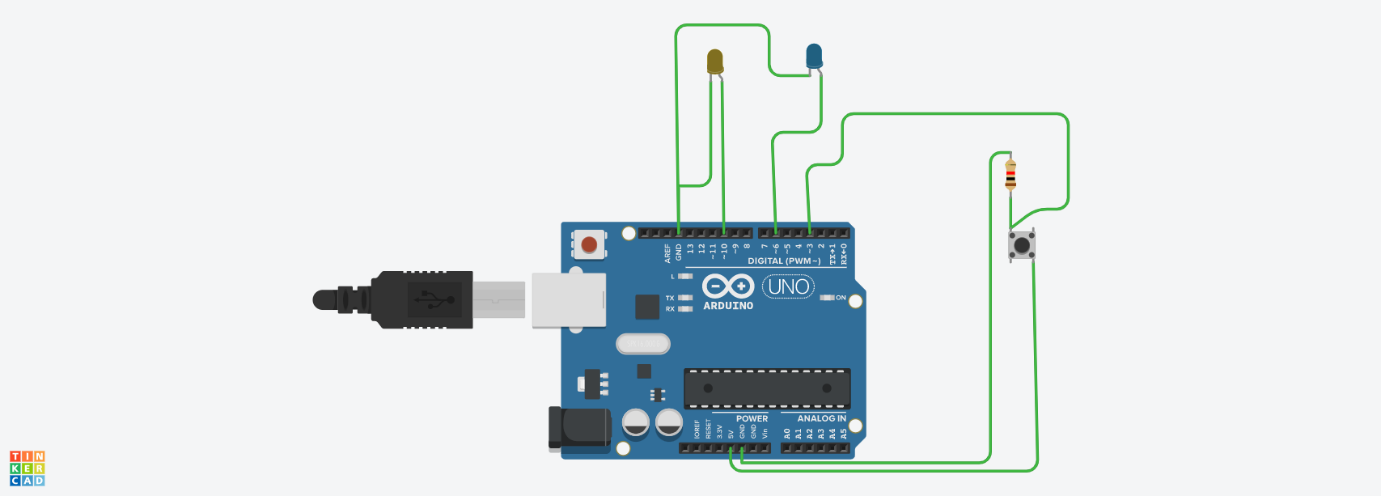 AREF
GND
13
12
~11
~10
~9
8
7
~6
~5
4
~3
2
TX→1
RX←0
DIGITAL (PWM~)
L
TX
RX
UNO
ARDUINO
ON
POWER
ANALOG IN
IOREF
RESET
3.3V
5V
GND
GND
Vin
A0
A1
A2
A3
A4
A5
TIN
KER
CAD